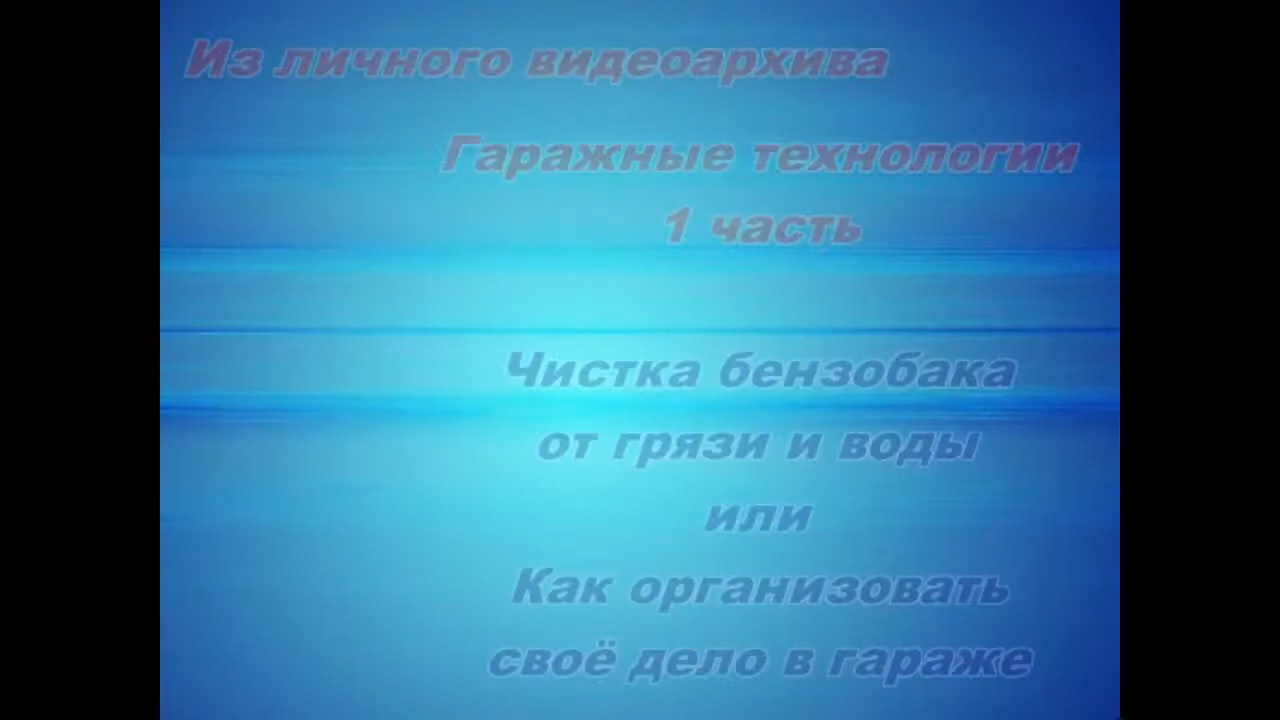 Из личного видеоархива
Гаражные технологии
1 часть
Чистка бензобака
от грязи и воды
или
Как организовать
своё дело в гараже